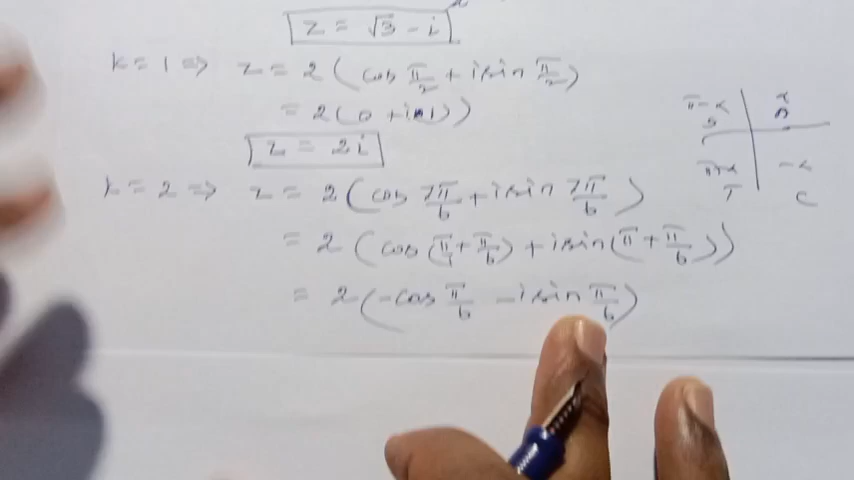 z = √3 - i
k = 1 ⇒ z = 2 ( cos π/2 + i sin π/2 )
= 2 ( 0 + i(1) )
z = 2i
k = 2 ⇒ z = 2 ( cos 7π/6 + i sin 7π/6 )
= 2 ( cos (π + π/6) + i sin (π + π/6) )
= 2 ( -cos π/6 - i sin π/6 )
π-α
S
α
π+α
T
-α
C